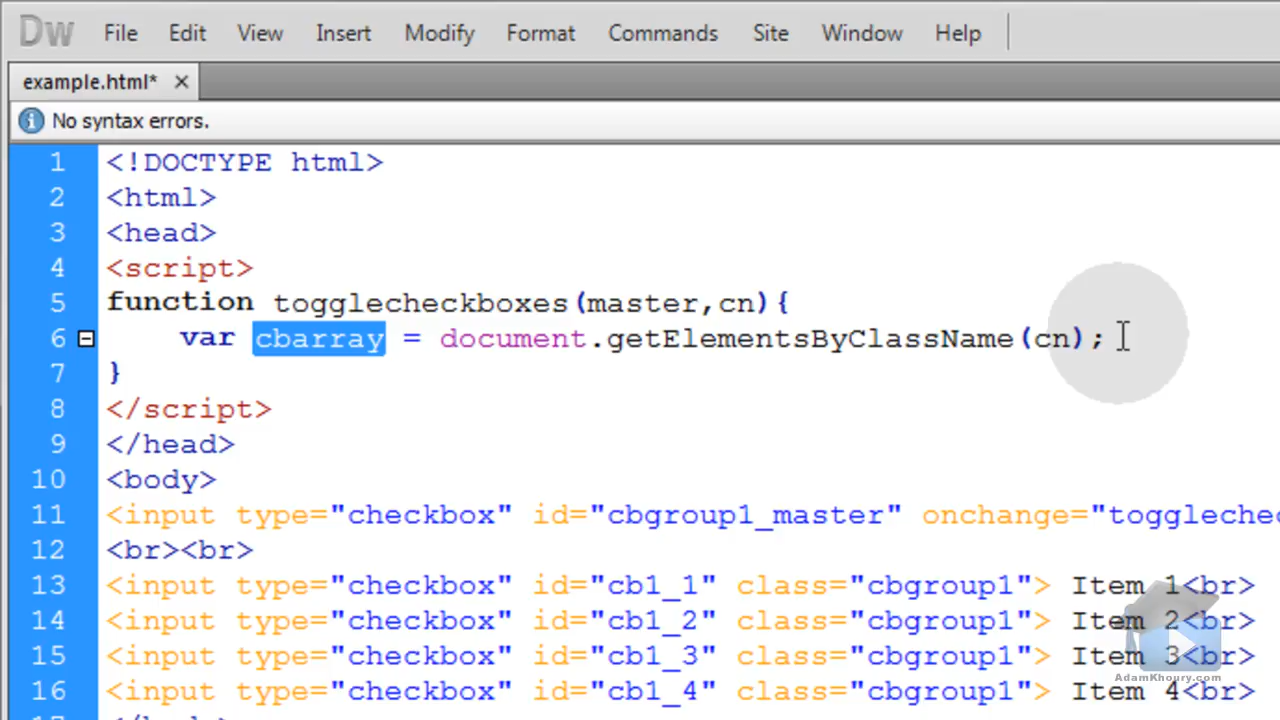 Dw File Edit View Insert Modify Format Commands Site Window Help
example.html* ×
No syntax errors.
1 <!DOCTYPE html>
2 <html>
3 <head>
4 <script>
5 function togglecheckboxes(master,cn){
6 var cbarray = document.getElementsByClassName(cn);
7 }
8 </script>
9 </head>
10 <body>
11 <input type="checkbox" id="cbgroup1_master" onchange="togglechec
12 <br><br>
13 <input type="checkbox" id="cb1_1" class="cbgroup1"> Item 1<br>
14 <input type="checkbox" id="cb1_2" class="cbgroup1"> Item 2<br>
15 <input type="checkbox" id="cb1_3" class="cbgroup1"> Item 3<br>
16 <input type="checkbox" id="cb1_4" class="cbgroup1"> Item 4<br>
AdamKhoury.com